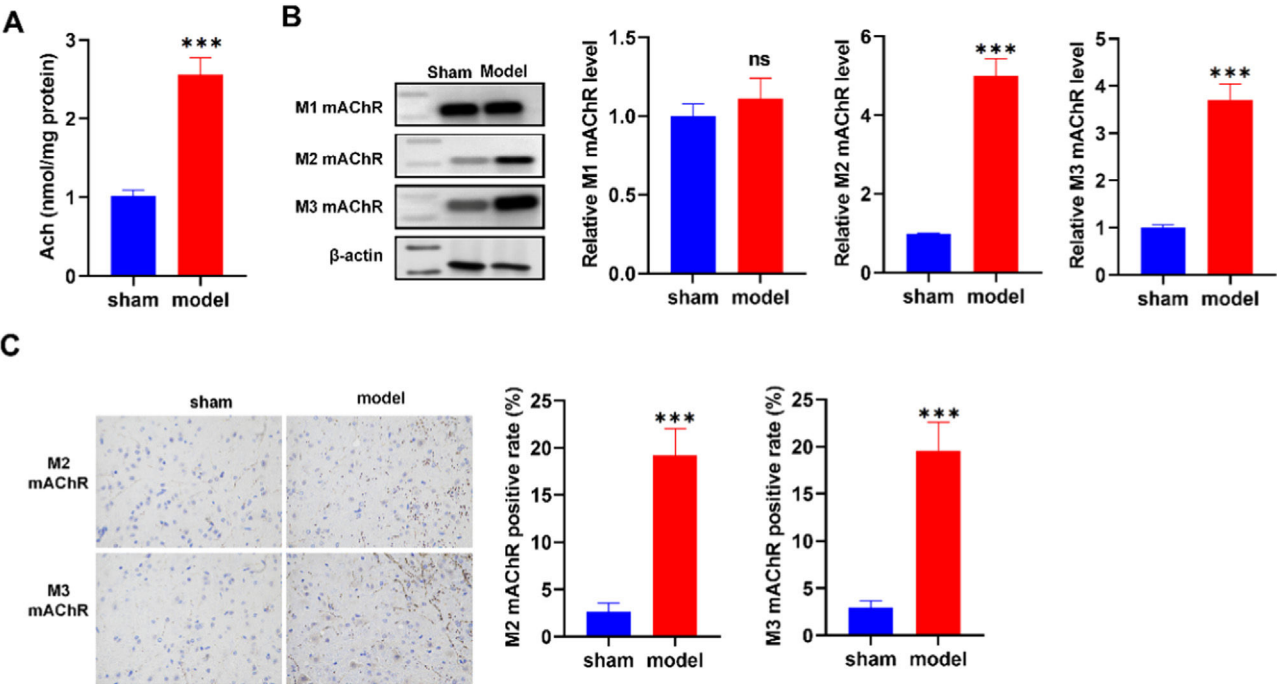 A
Ach (nmol/mg protein)
3
2
1
0
***
sham model
B
Sham Model
M1 mAChR
M2 mAChR
M3 mAChR
β-actin
Relative M1 mAChR level
1.5
1.0
0.5
0.0
ns
sham model
Relative M2 mAChR level
6
4
2
0
***
sham model
Relative M3 mAChR level
5
4
3
2
1
0
***
sham model
C
sham model
M2
mAChR
M3
mAChR
M2 mAChR positive rate (%)
25
20
15
10
5
0
***
sham model
M3 mAChR positive rate (%)
25
20
15
10
5
0
***
sham model